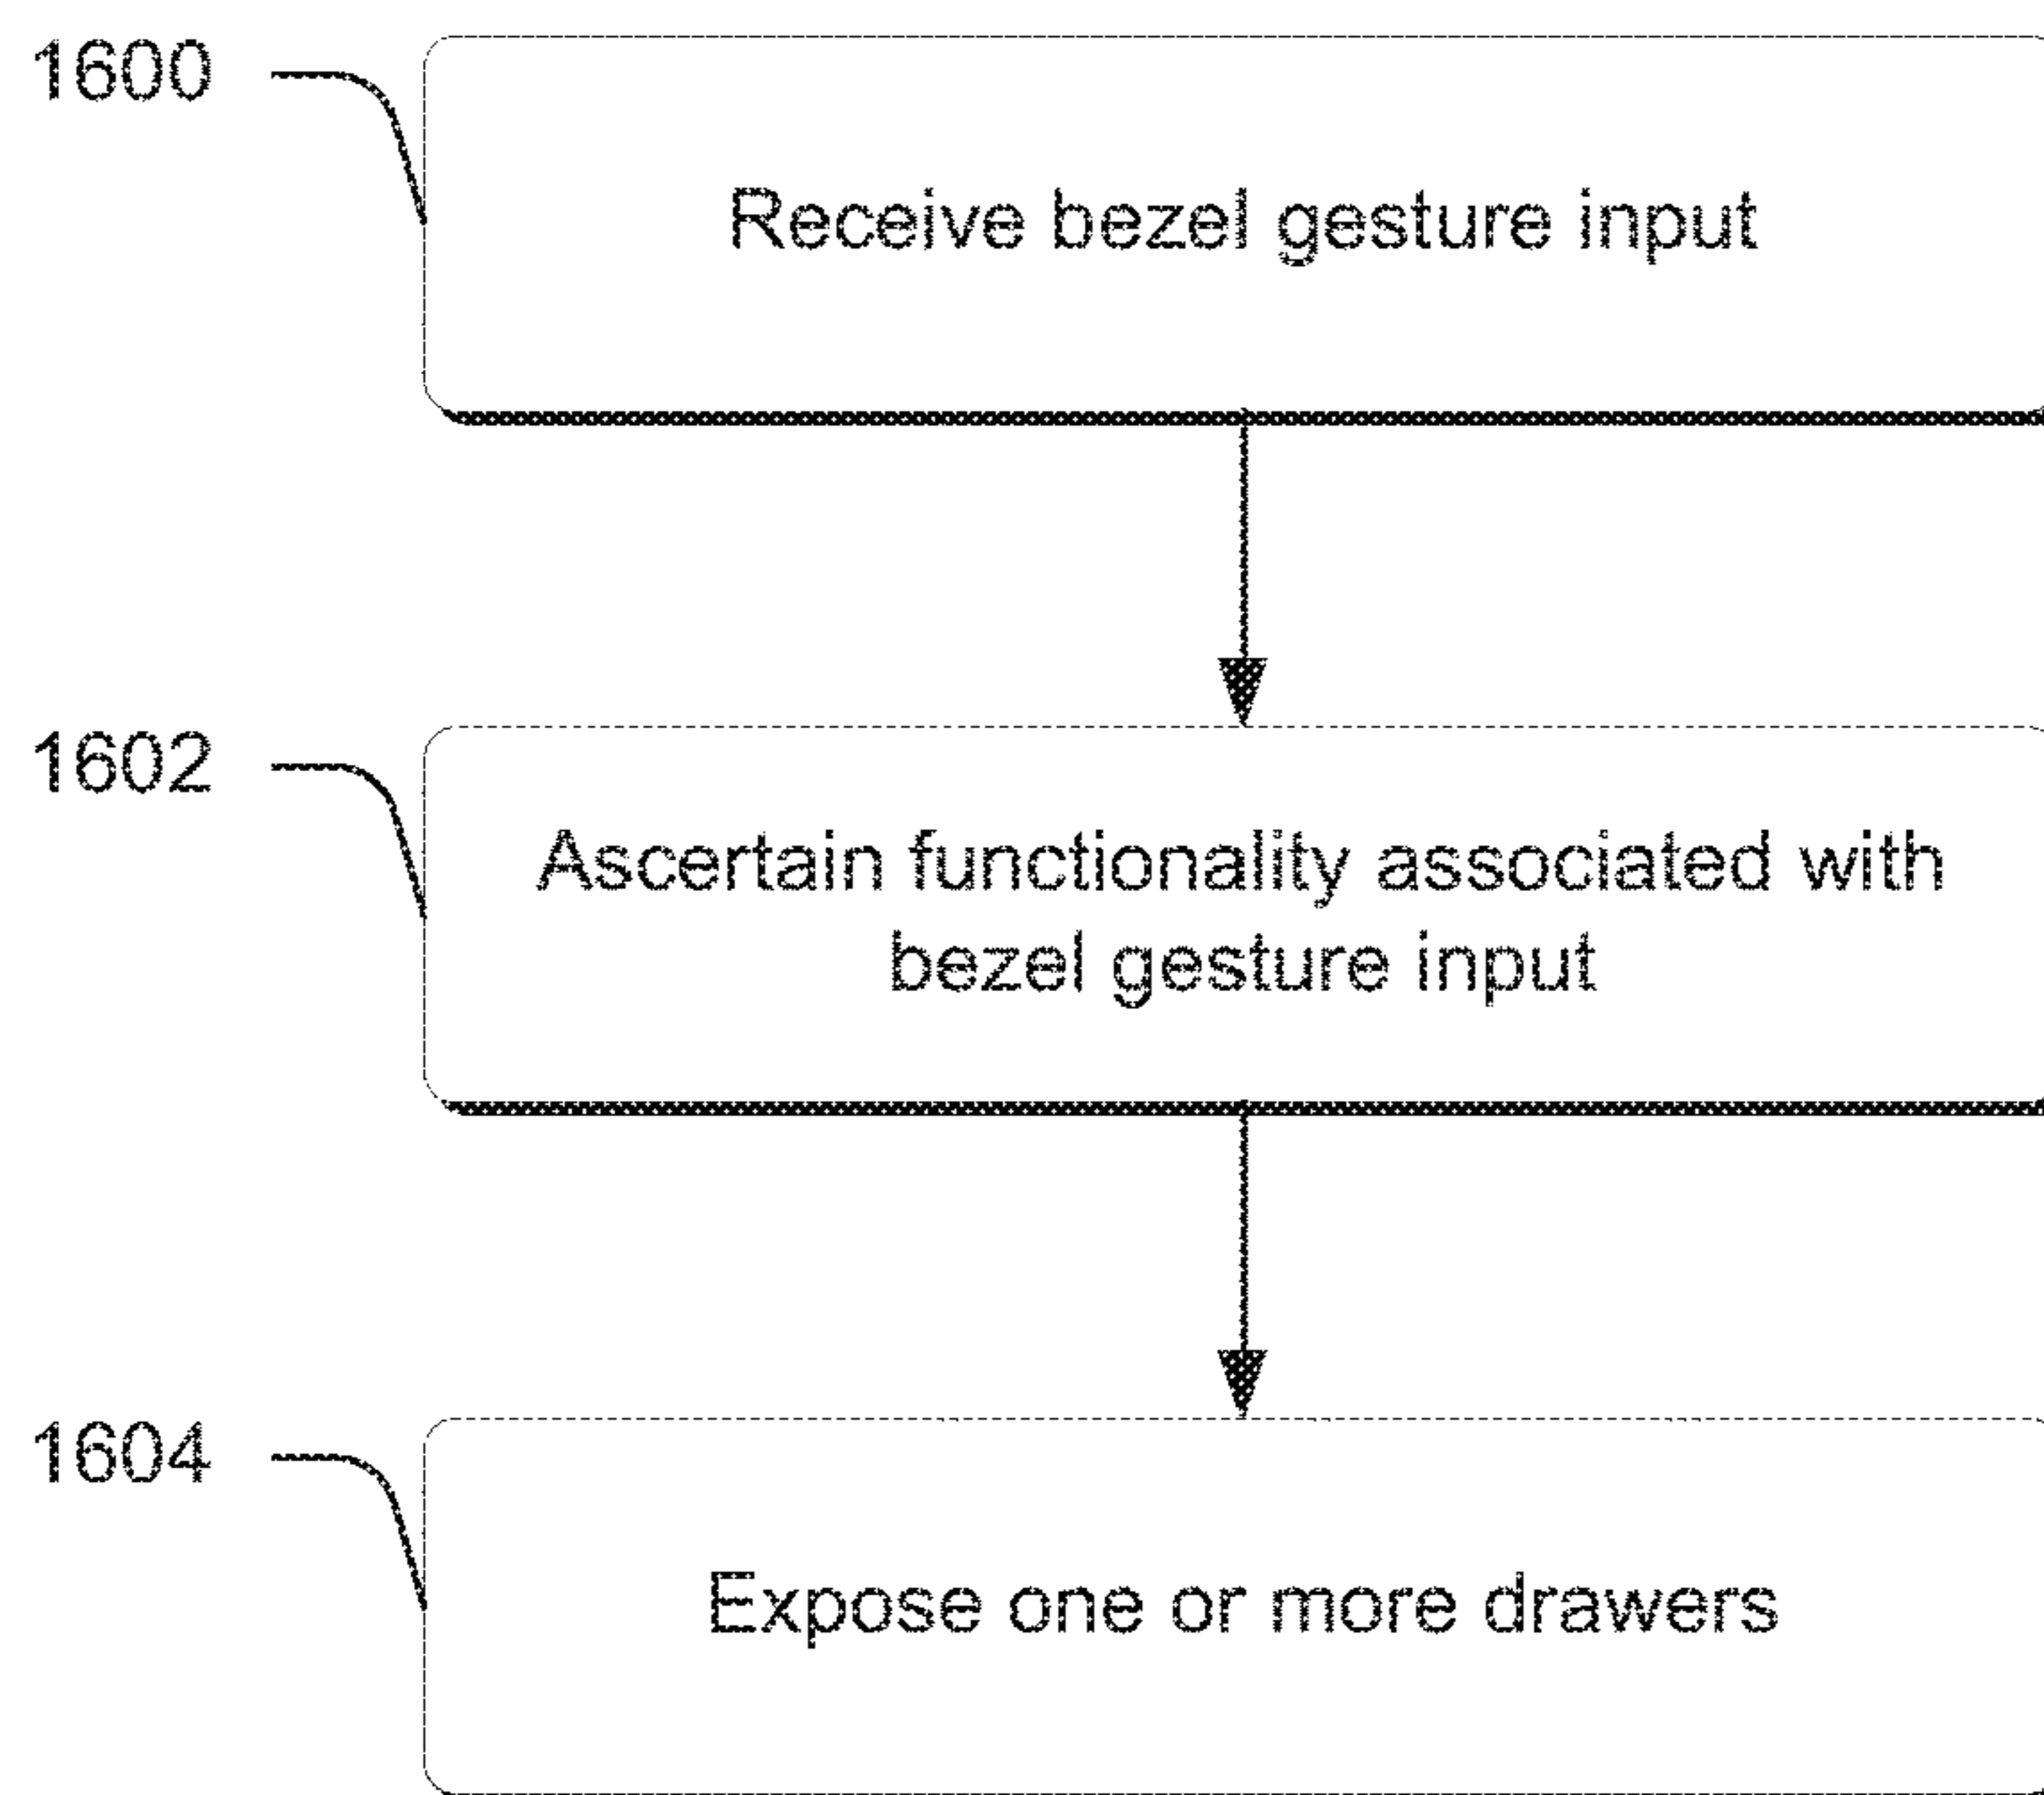 1600
Receive bezel gesture input
1602
Ascertain functionality associated with
bezel gesture input
1604
Expose one or more drawers